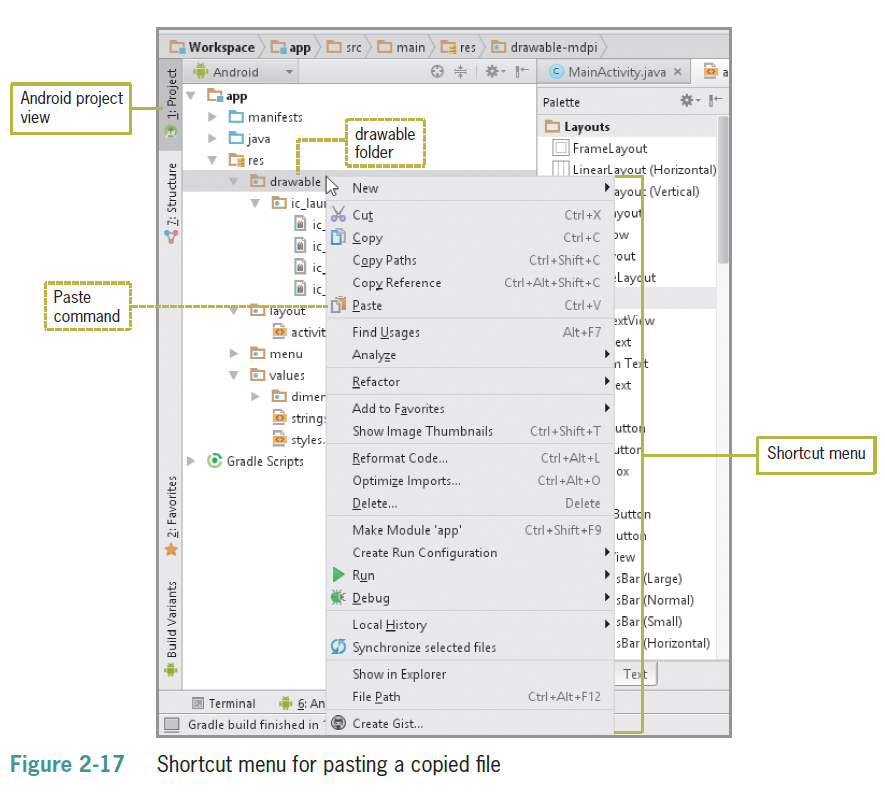 Workspace app src main res drawable-mdpi
Android MainActivity.java × a
1: Project
7: Structure
2: Favorites
Build Variants
Android project
view
drawable
folder
Paste
command
Shortcut menu
app
manifests
java
res
drawable
ic_lau
ic_
ic_
ic_
ic_
layout
activit
menu
values
dimen
strings
styles.
Gradle Scripts
New
Cut Ctrl+X
Copy Ctrl+C
Copy Paths Ctrl+Shift+C
Copy Reference Ctrl+Alt+Shift+C
Paste Ctrl+V
Find Usages Alt+F7
Analyze
Refactor
Add to Favorites
Show Image Thumbnails Ctrl+Shift+T
Reformat Code... Ctrl+Alt+L
Optimize Imports... Ctrl+Alt+O
Delete... Delete
Make Module 'app' Ctrl+Shift+F9
Create Run Configuration
Run
Debug
Local History
Synchronize selected files
Show in Explorer
File Path Ctrl+Alt+F12
Create Gist...
Palette
Layouts
FrameLayout
LinearLayout (Horizontal)
ayout (Vertical)
yout
ow
yout
eLayout
extView
ext
n Text
ext
utton
utton
ox
Button
utton
iew
sBar (Large)
sBar (Normal)
sBar (Small)
sBar (Horizontal)
Text
Terminal 6: An
Gradle build finished in
Figure 2-17 Shortcut menu for pasting a copied file